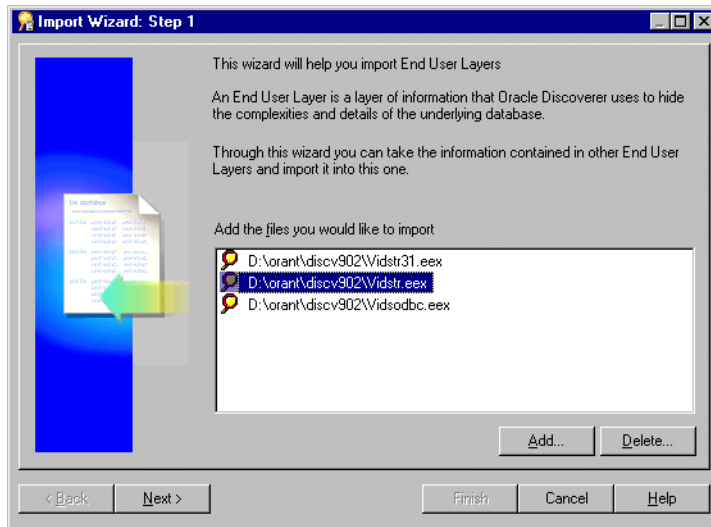 Import Wizard: Step 1
This wizard will help you import End User Layers
An End User Layer is a layer of information that Oracle Discoverer uses to hide
the complexities and details of the underlying database.
Through this wizard you can take the information contained in other End User
Layers and import it into this one.
Add the files you would like to import
D:\orant\discv902\Vidstr31.eex
D:\orant\discv902\Vidstr.eex
D:\orant\discv902\Vidsodbc.eex
Add... Delete...
< Back Next > Finish Cancel Help